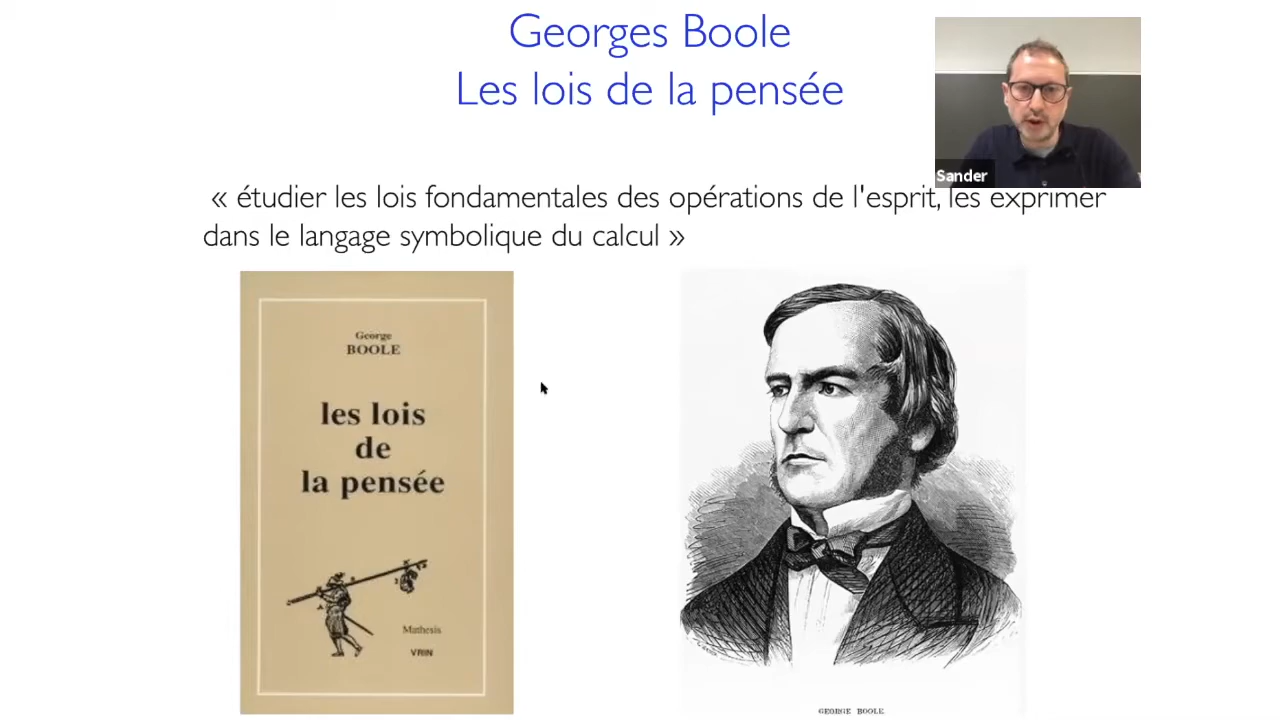 Georges Boole
Les lois de la pensée
Sander
« étudier les lois fondamentales des opérations de l'esprit, les exprimer
dans le langage symbolique du calcul »
George
BOOLE
les lois
de
la pensée
Mathesis
VRIN
GEORGE BOOLE